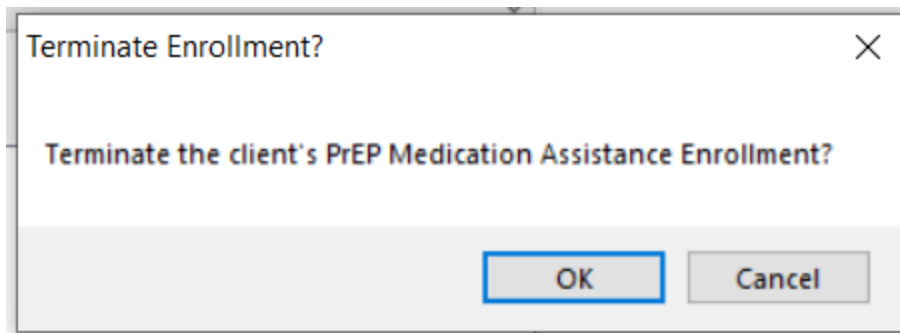 Terminate Enrollment?
Terminate the client's PrEP Medication Assistance Enrollment?
OK Cancel